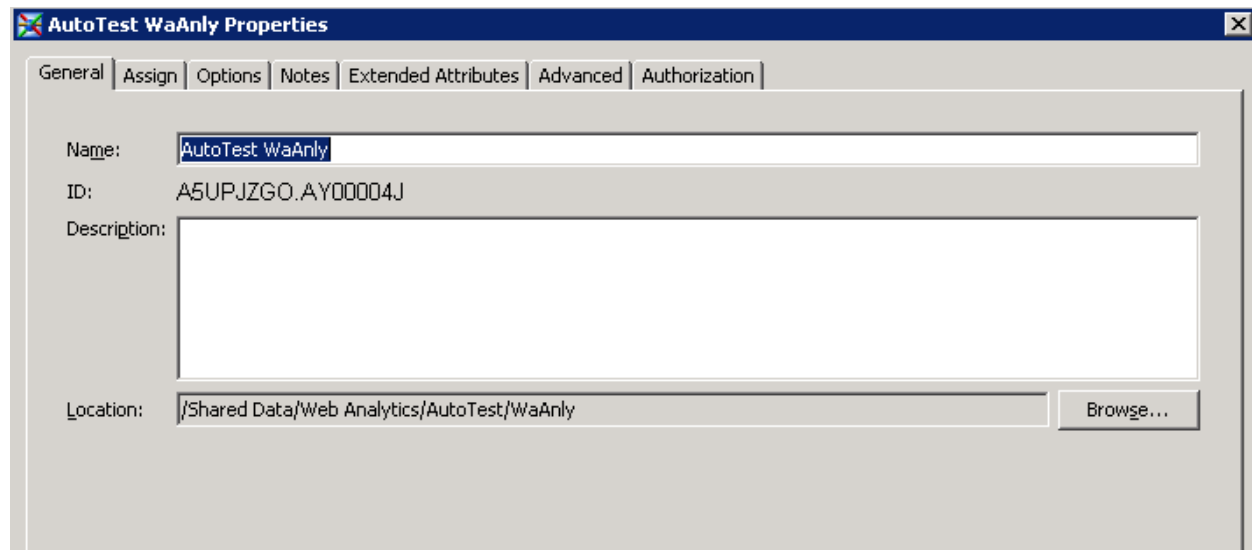 AutoTest WaAnly Properties
General Assign Options Notes Extended Attributes Advanced Authorization
Name: AutoTest WaAnly
ID: A5UPJZGO.AY00004J
Description:
Location: /Shared Data/Web Analytics/AutoTest/WaAnly Browse...